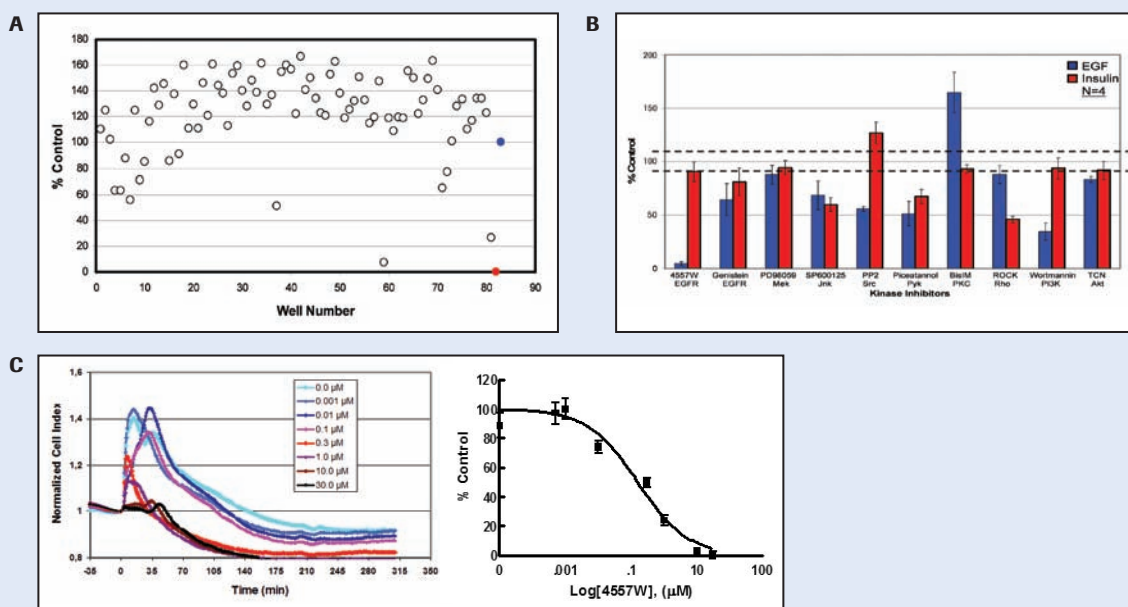 A
% Control
180
160
140
120
100
80
60
40
20
0
0 10 20 30 40 50 60 70 80 90
Well Number
B
% Control
200
150
100
50
0
EGF
Insulin
N=4
4557W Genistein PD98059 SP600125 PP2 Piceatannol BisIM ROCK Wortmannin TCN
EGFR EGFR Mek Jnk Src Pyk PKC Rho PI3K Akt
Kinase Inhibitors
C
Normalized Cell Index
1,6
1,4
1,2
1
0,8
0.0 µM
0.001 µM
0.01 µM
0.1 µM
0.3 µM
1.0 µM
10.0 µM
30.0 µM
-35 0 35 70 105 140 175 210 245 280 315 350
Time (min)
% Control
120
100
80
60
40
20
0
0 .001 .1 10 100
Log[4557W], (µM)